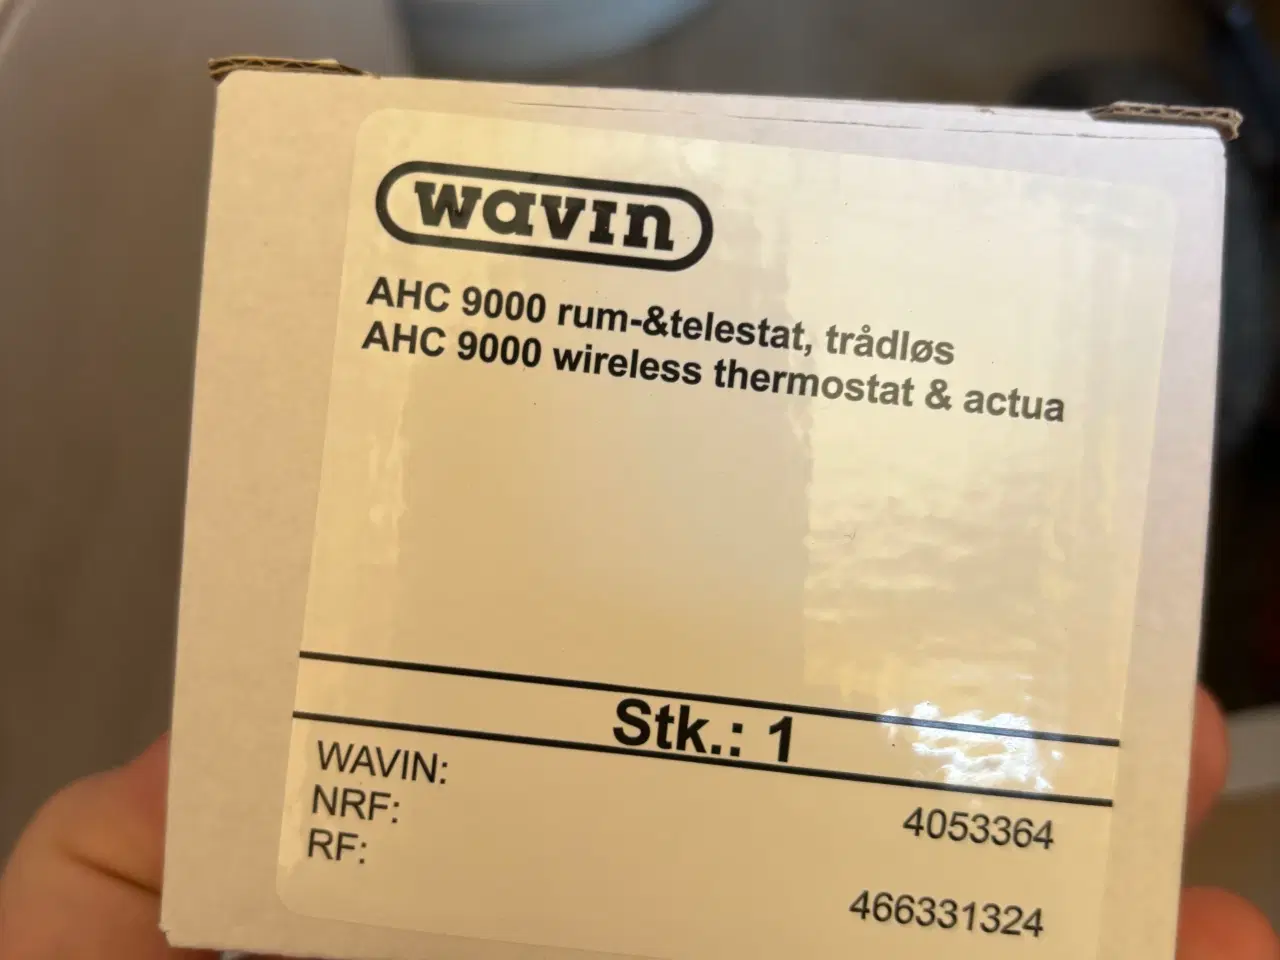 wavin
AHC 9000 rum-&telestat, trådløs
AHC 9000 wireless thermostat & actua
Stk.: 1
WAVIN: 4053364
NRF:
RF: 466331324